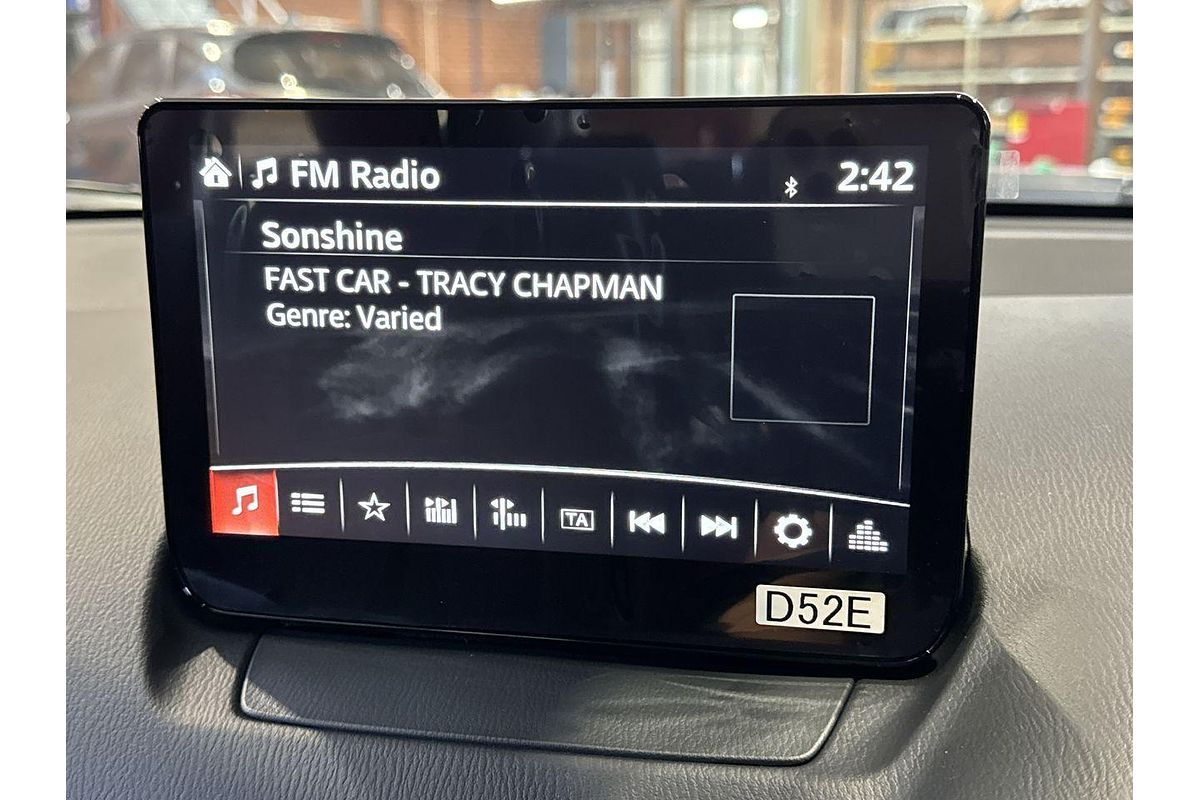 FM Radio
2:42
Sonshine
FAST CAR - TRACY CHAPMAN
Genre: Varied
TA
D52E